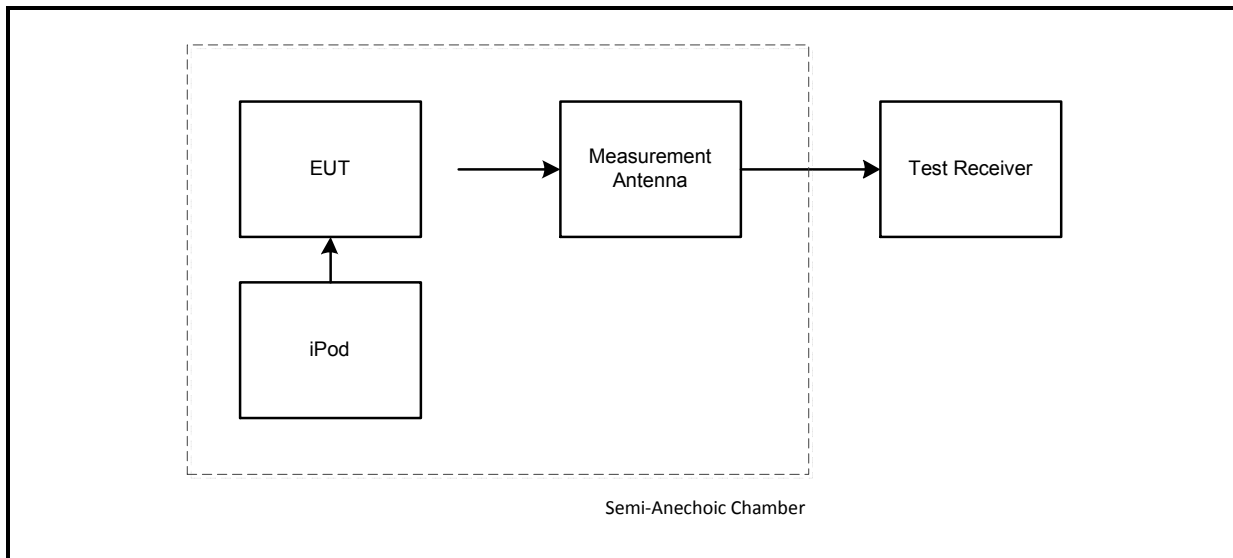 EUT
Measurement
Antenna
Test Receiver
iPod
Semi-Anechoic Chamber